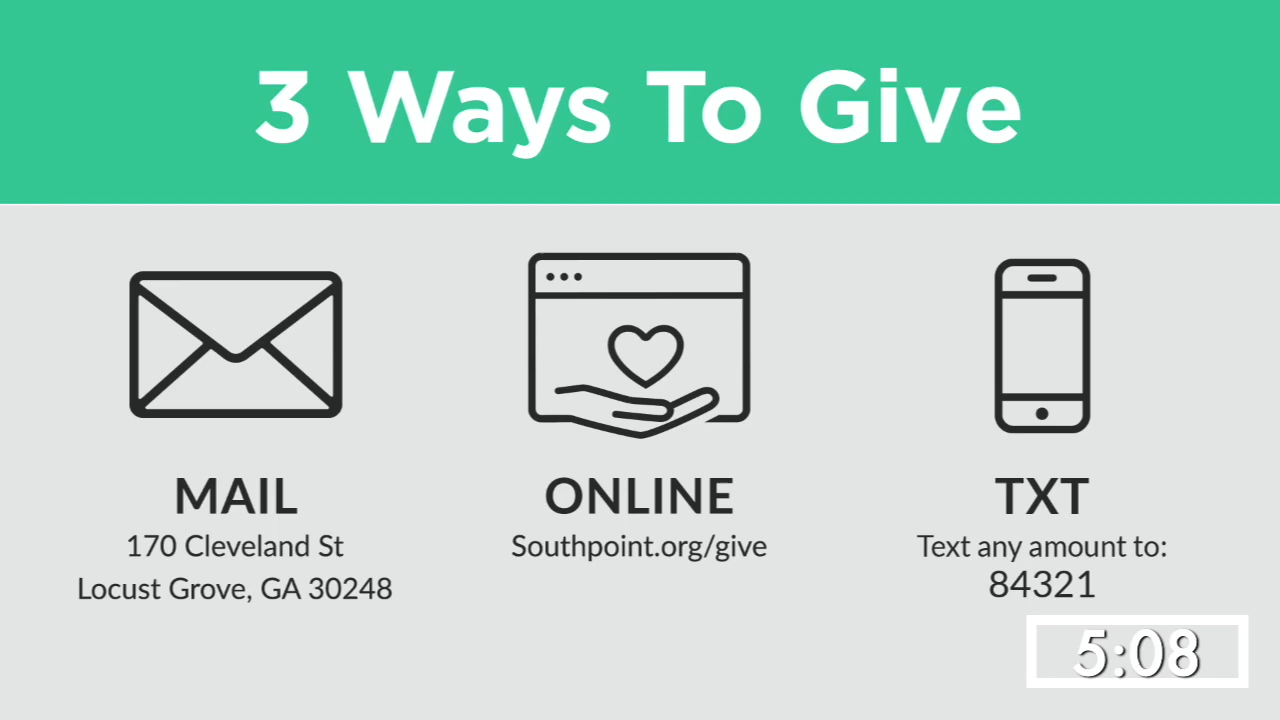 3 Ways To Give
MAIL
170 Cleveland St
Locust Grove, GA 30248
ONLINE
Southpoint.org/give
TXT
Text any amount to:
84321
5:08